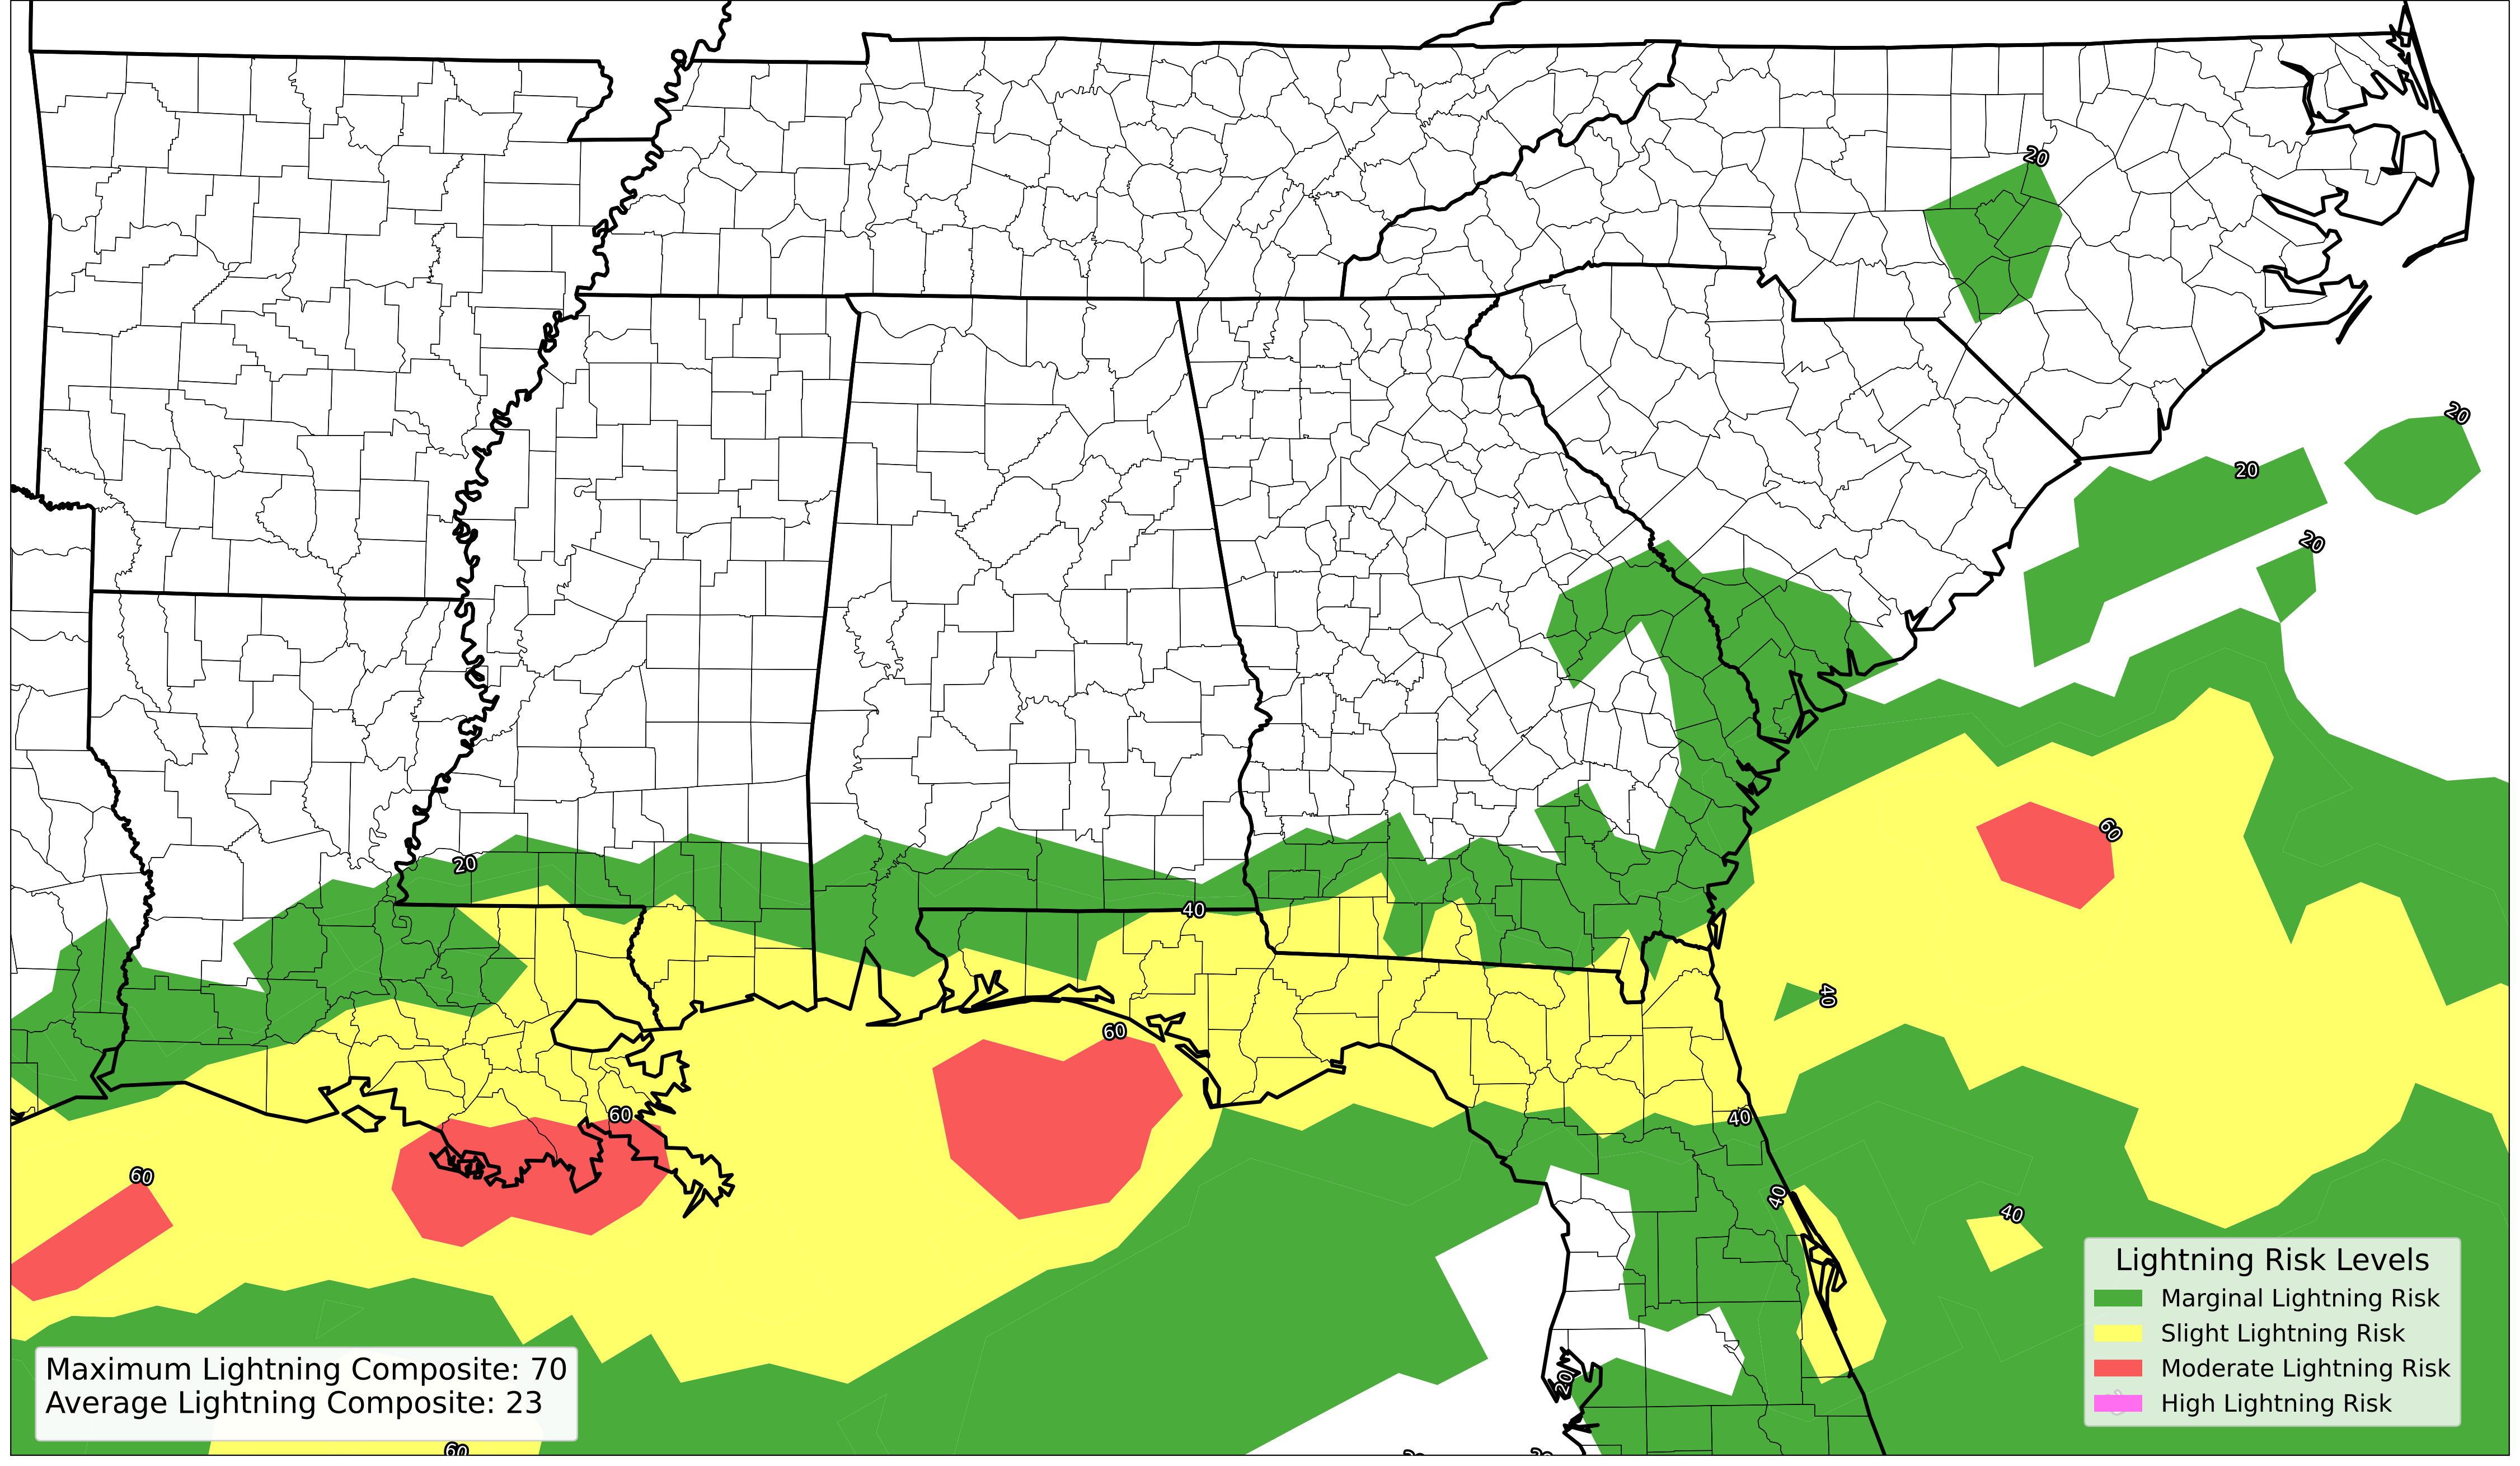 20
20
20
20
20
40
60
40
60
60
40
60
40
40
Lightning Risk Levels
Marginal Lightning Risk
Slight Lightning Risk
Moderate Lightning Risk
High Lightning Risk
Maximum Lightning Composite: 70
Average Lightning Composite: 23
20
60